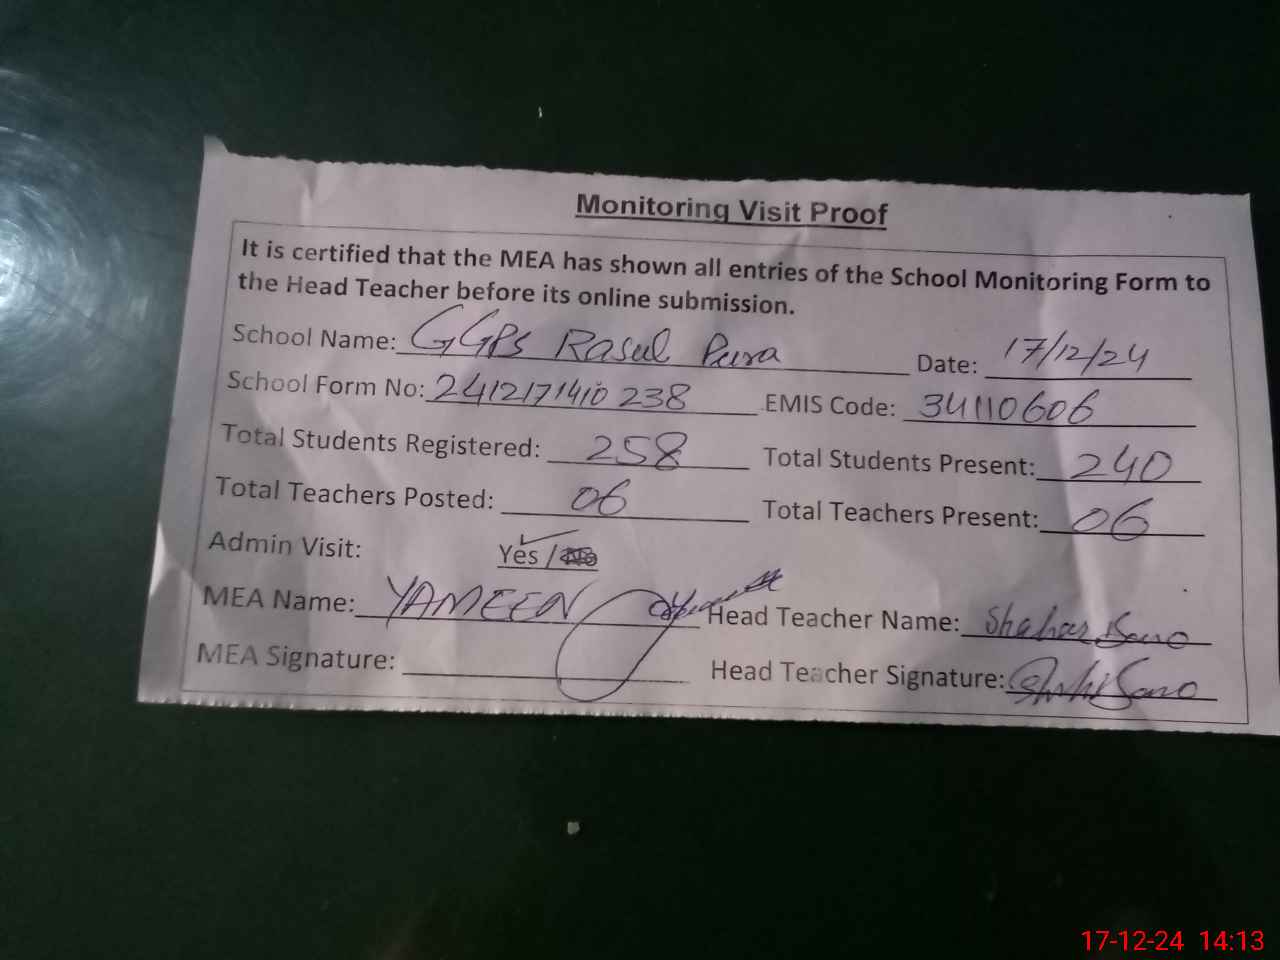 Monitoring Visit Proof
It is certified that the MEA has shown all entries of the School Monitoring Form to
the Head Teacher before its online submission.
School Name: GGPS Rasul Pura Date: 17/12/24
School Form No: 2412171410238 EMIS Code: 34110606
Total Students Registered: 258 Total Students Present: 240
Total Teachers Posted: 06 Total Teachers Present: 06
Admin Visit: Yes / No
MEA Name: YAMEEN Head Teacher Name: Bano
MEA Signature: Head Teacher Signature: Bano
17-12-24 14:13